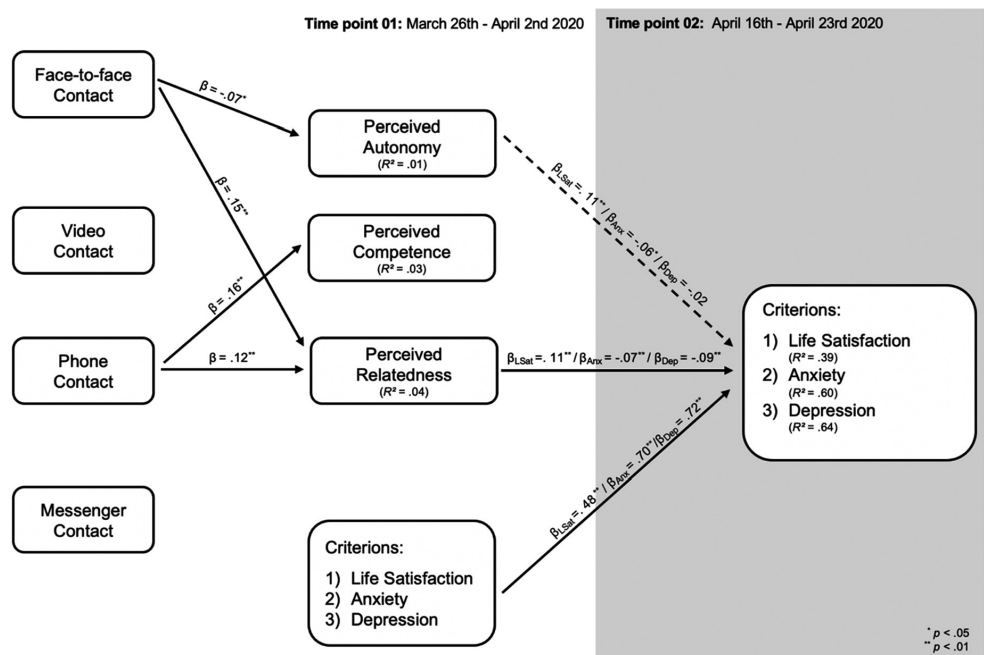 Time point 01: March 26th - April 2nd 2020
Time point 02: April 16th - April 23rd 2020
Face-to-face
Contact
β = -.07*
β = .15**
Perceived
Autonomy
(R² = .01)
βLSat = .11** / βAnx = -.06* / βDep = -.02
Video
Contact
Perceived
Competence
(R² = .03)
β = .16**
Phone
Contact
β = .12**
Perceived
Relatedness
(R² = .04)
βLSat = .11** / βAnx = -.07** / βDep = -.09**
Criterions:
1) Life Satisfaction
(R² = .39)
2) Anxiety
(R² = .60)
3) Depression
(R² = .64)
Messenger
Contact
βLSat = .48** / βAnx = .70** / βDep = .72**
Criterions:
1) Life Satisfaction
2) Anxiety
3) Depression
* p < .05
** p < .01